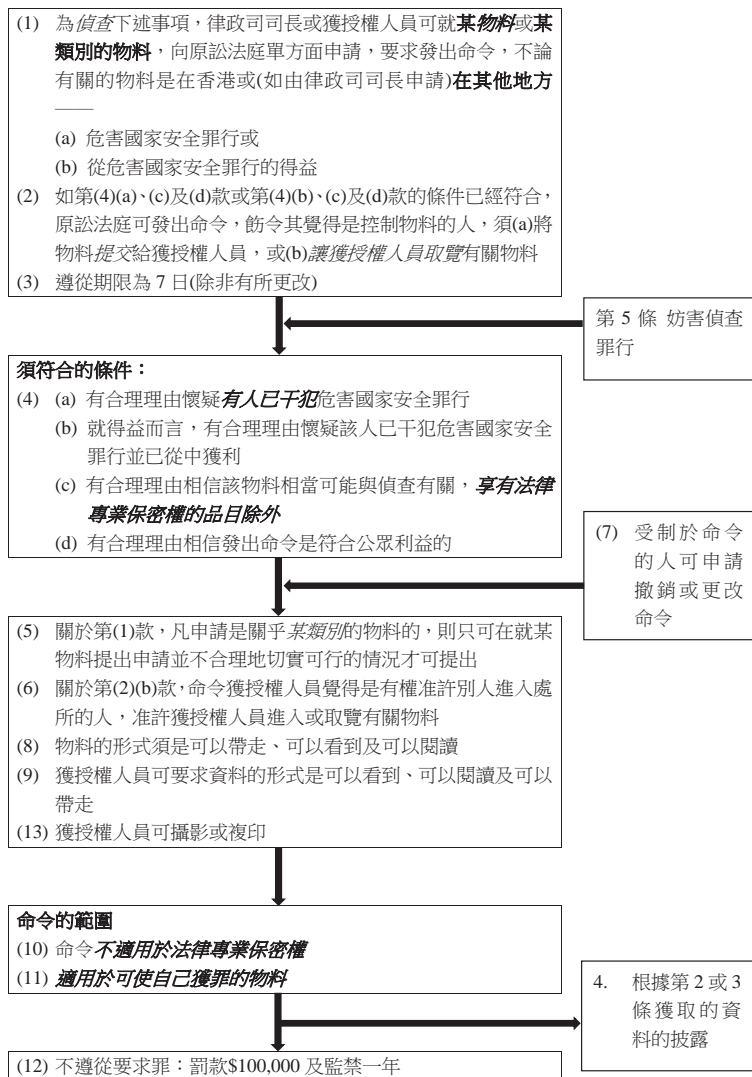 (1) 為偵查下述事項，律政司司長或獲授權人員可就某物料或某
類別的物料，向原訟法庭單方面申請，要求發出命令，不論
有關的物料是在香港或(如由律政司司長申請)在其他地方
——
(a) 危害國家安全罪行或
(b) 從危害國家安全罪行的得益
(2) 如第(4)(a)、(c)及(d)款或第(4)(b)、(c)及(d)款的條件已經符合，
原訟法庭可發出命令，飭令其覺得是控制物料的人，須(a)將
物料提交給獲授權人員，或(b)讓獲授權人員取覽有關物料
(3) 遵從期限為 7 日(除非有所更改)
第 5 條 妨害偵查
罪行
須符合的條件：
(4) (a) 有合理理由懷疑有人已干犯危害國家安全罪行
(b) 就得益而言，有合理理由懷疑該人已干犯危害國家安全
罪行並已從中獲利
(c) 有合理理由相信該物料相當可能與偵查有關，享有法律
專業保密權的品目除外
(d) 有合理理由相信發出命令是符合公眾利益的
(7) 受制於命令
的人可申請
撤銷或更改
命令
(5) 關於第(1)款，凡申請是關乎某類別的物料的，則只可在就某
物料提出申請並不合理地切實可行的情況才可提出
(6) 關於第(2)(b)款，命令獲授權人員覺得是有權准許別人進入處
所的人，准許獲授權人員進入或取覽有關物料
(8) 物料的形式須是可以帶走、可以看到及可以閱讀
(9) 獲授權人員可要求資料的形式是可以看到、可以閱讀及可以
帶走
(13) 獲授權人員可攝影或複印
命令的範圍
(10) 命令不適用於法律專業保密權
(11) 適用於可使自己獲罪的物料
4. 根據第 2 或 3
條獲取的資
料的披露
(12) 不遵從要求罪：罰款$100,000 及監禁一年